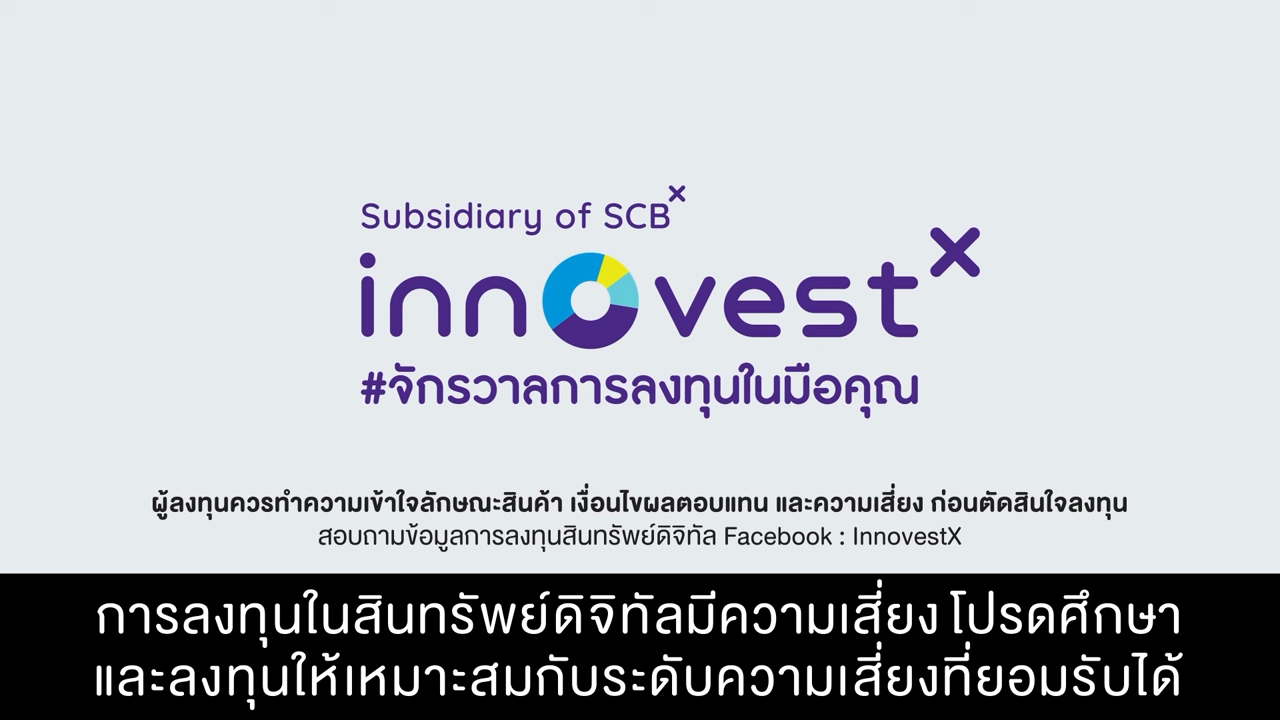 Subsidiary of SCBX
innovestX
#จักรวาลการลงทุนในมือคุณ
ผู้ลงทุนควรทำความเข้าใจลักษณะสินค้า เงื่อนไขผลตอบแทน และความเสี่ยง ก่อนตัดสินใจลงทุน
สอบถามข้อมูลการลงทุนสินทรัพย์ดิจิทัล Facebook : InnovestX
การลงทุนในสินทรัพย์ดิจิทัลมีความเสี่ยง โปรดศึกษา
และลงทุนให้เหมาะสมกับระดับความเสี่ยงที่ยอมรับได้